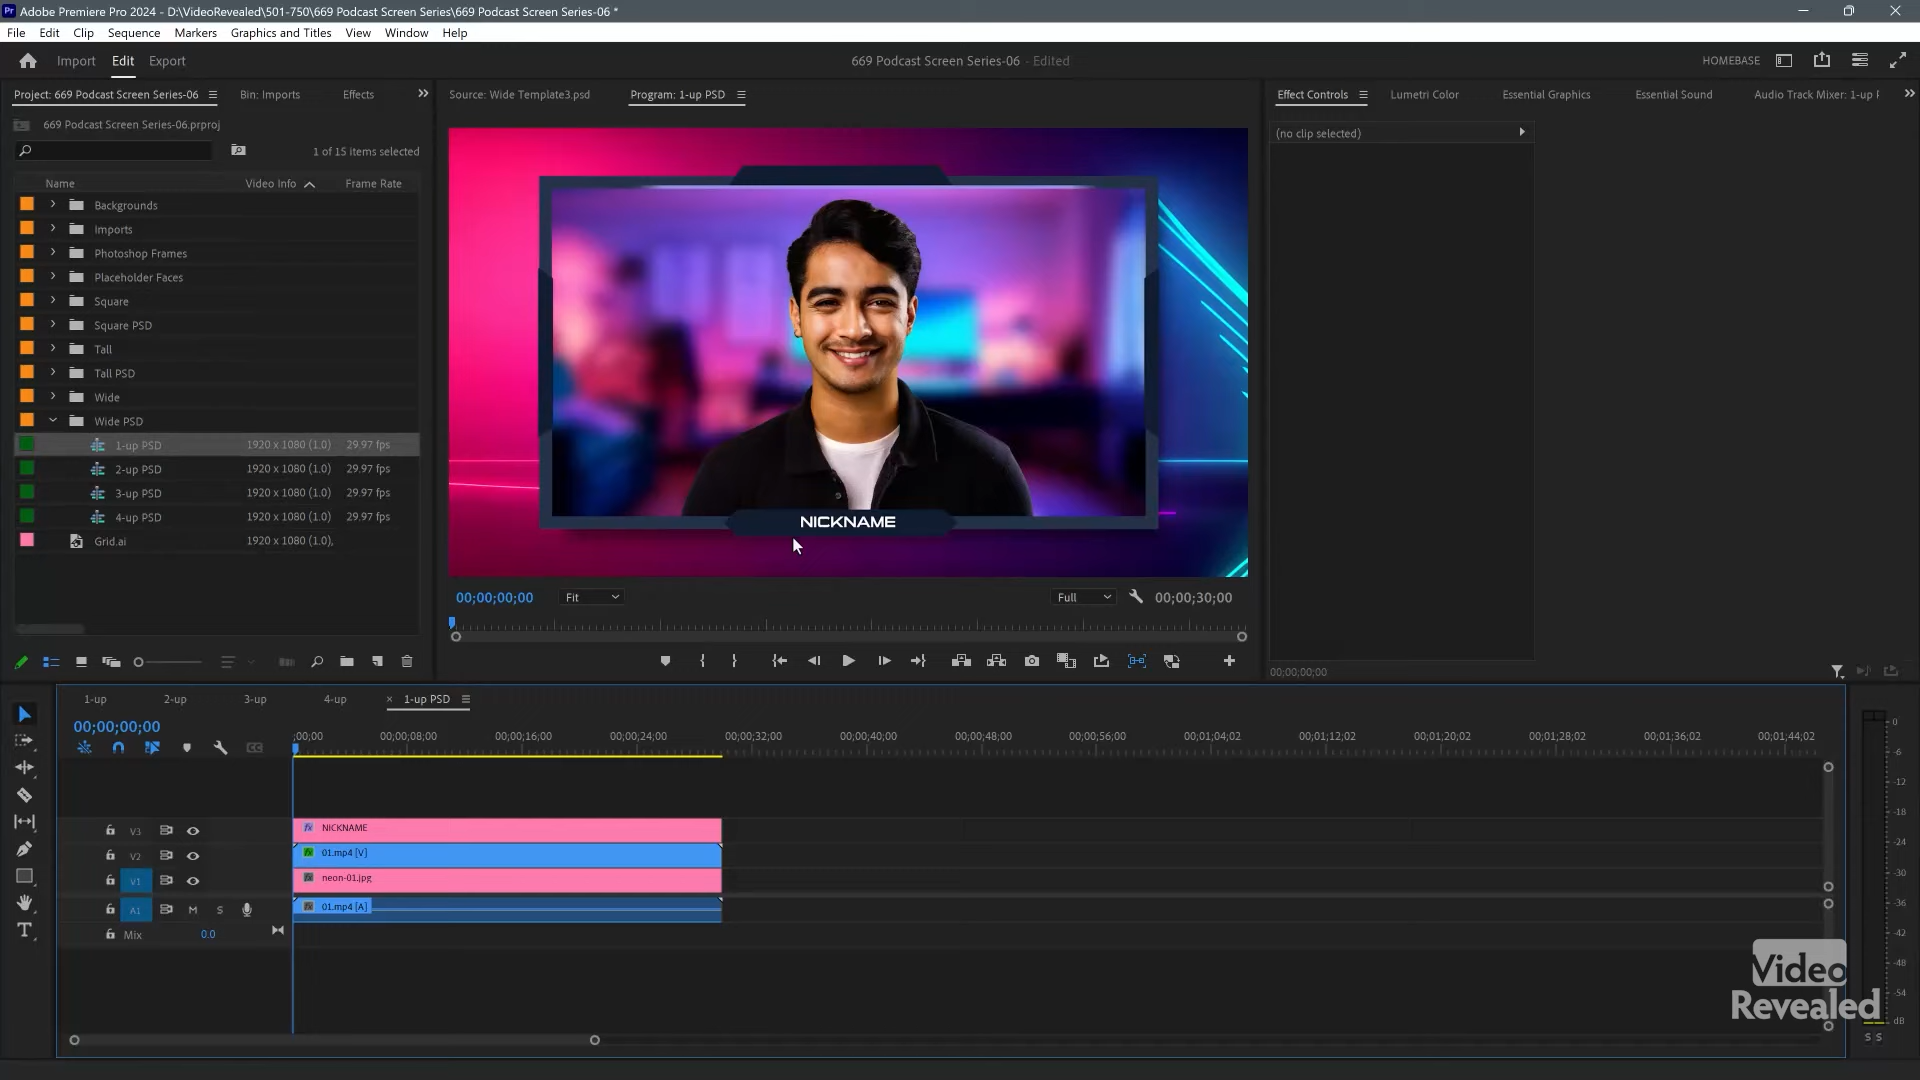 Adobe Premiere Pro 2024 - D:\VideoRevealed\501-750\669 Podcast Screen Series\669 Podcast Screen Series-06 *
File Edit Clip Sequence Markers Graphics and Titles View Window Help
Import Edit Export
669 Podcast Screen Series-06 - Edited
HOMEBASE
Project: 669 Podcast Screen Series-06
Bin: Imports
Effects
Source: Wide Template3.psd
Program: 1-up PSD
Effect Controls
Lumetri Color
Essential Graphics
Essential Sound
Audio Track Mixer: 1-up
669 Podcast Screen Series-06.prproj
1 of 15 items selected
(no clip selected)
Name Video Info Frame Rate
Backgrounds
Imports
Photoshop Frames
Placeholder Faces
Square
Square PSD
Tall
Tall PSD
Wide
Wide PSD
1-up PSD 1920 x 1080 (1.0) 29.97 fps
2-up PSD 1920 x 1080 (1.0) 29.97 fps
3-up PSD 1920 x 1080 (1.0) 29.97 fps
4-up PSD 1920 x 1080 (1.0) 29.97 fps
Grid.ai 1920 x 1080 (1.0),
NICKNAME
00;00;00;00 Fit Full 00;00;30;00
00;00;00;00
1-up 2-up 3-up 4-up × 1-up PSD
00;00;00;00
;00;00 00;00;08;00 00;00;16;00 00;00;24;00 00;00;32;00 00;00;40;00 00;00;48;00 00;00;56;00 00;01;04;02 00;01;12;02 00;01;20;02 00;01;28;02 00;01;36;02 00;01;44;02
V3 fx NICKNAME
V2 fx 01.mp4 [V]
V1 fx neon-01.jpg
A1 M S fx 01.mp4 [A]
Mix 0.0
0
-6
-12
-18
-24
-30
-36
-42
-48
-54
dB
S S
Video
Revealed